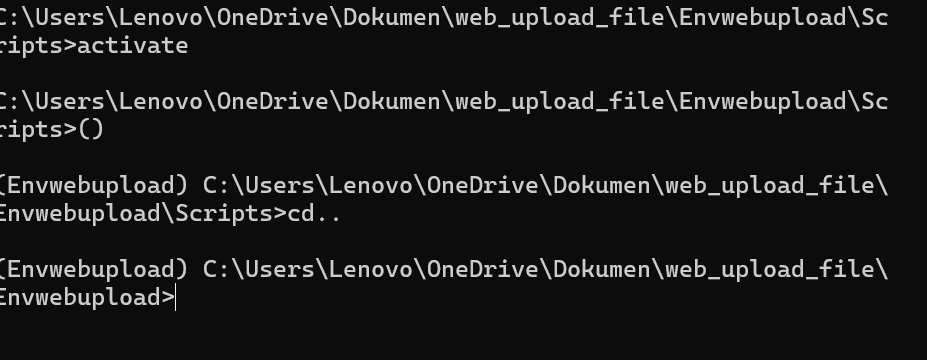 C:\Users\Lenovo\OneDrive\Dokumen\web_upload_file\Envwebupload\Sc
ripts>activate
C:\Users\Lenovo\OneDrive\Dokumen\web_upload_file\Envwebupload\Sc
ripts>()
(Envwebupload) C:\Users\Lenovo\OneDrive\Dokumen\web_upload_file\
Envwebupload\Scripts>cd..
(Envwebupload) C:\Users\Lenovo\OneDrive\Dokumen\web_upload_file\
Envwebupload>